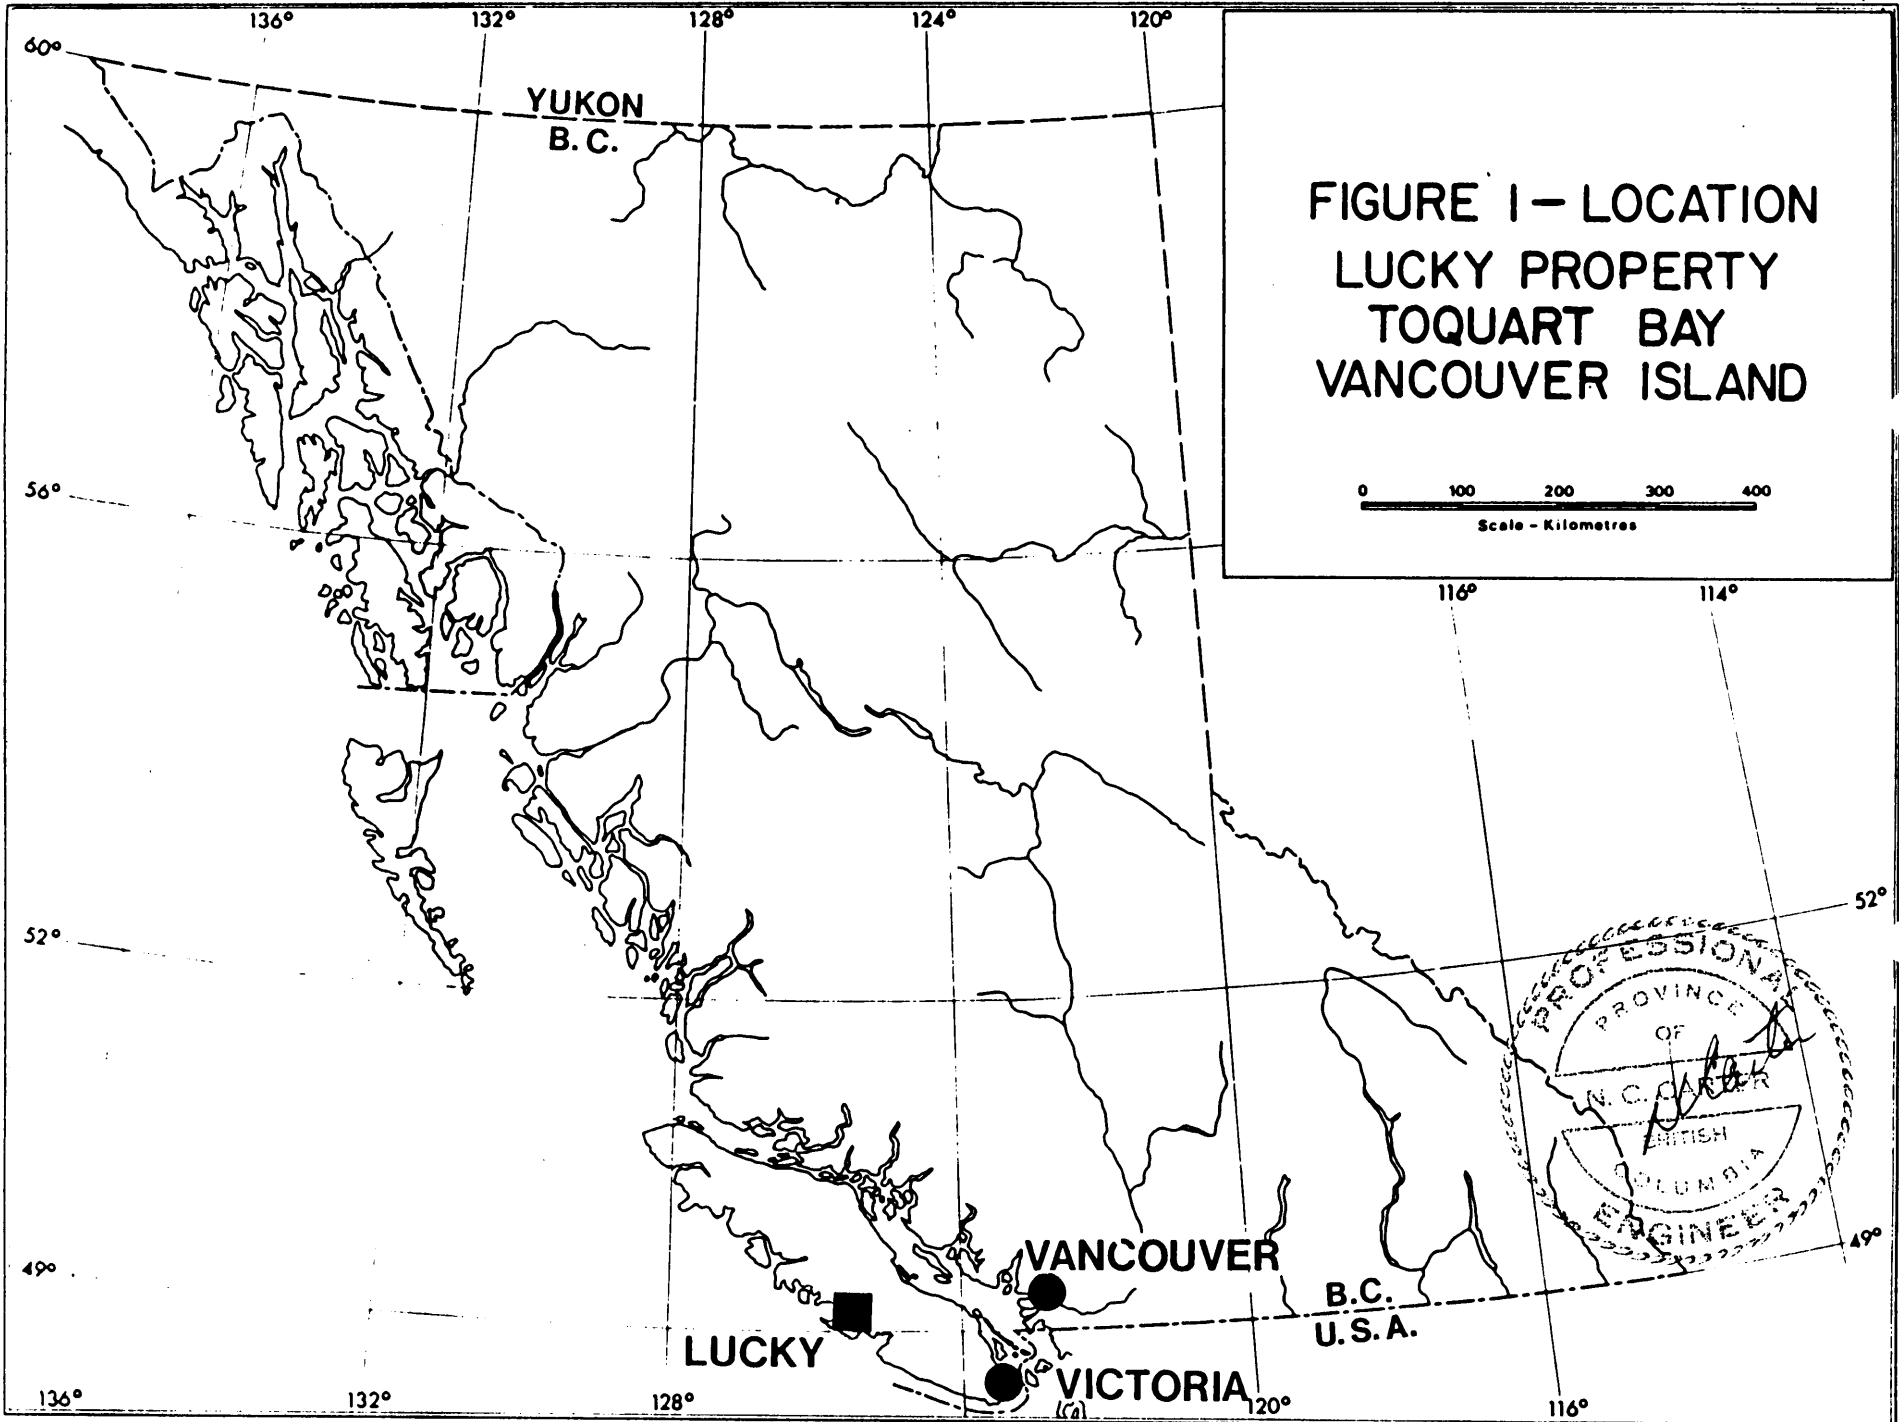 136° 132° 128° 124° 120°
60°
YUKON
B.C.
FIGURE 1 — LOCATION
LUCKY PROPERTY
TOQUART BAY
VANCOUVER ISLAND
0 100 200 300 400
Scale - Kilometres
56°
116° 114°
52°
52°
PROFESSIONAL
PROVINCE
OF
N. C. CARTER
BRITISH
COLUMBIA
ENGINEER
49°
49°
VANCOUVER
B.C.
U.S.A.
LUCKY
VICTORIA
136° 132° 128° 120° 116°